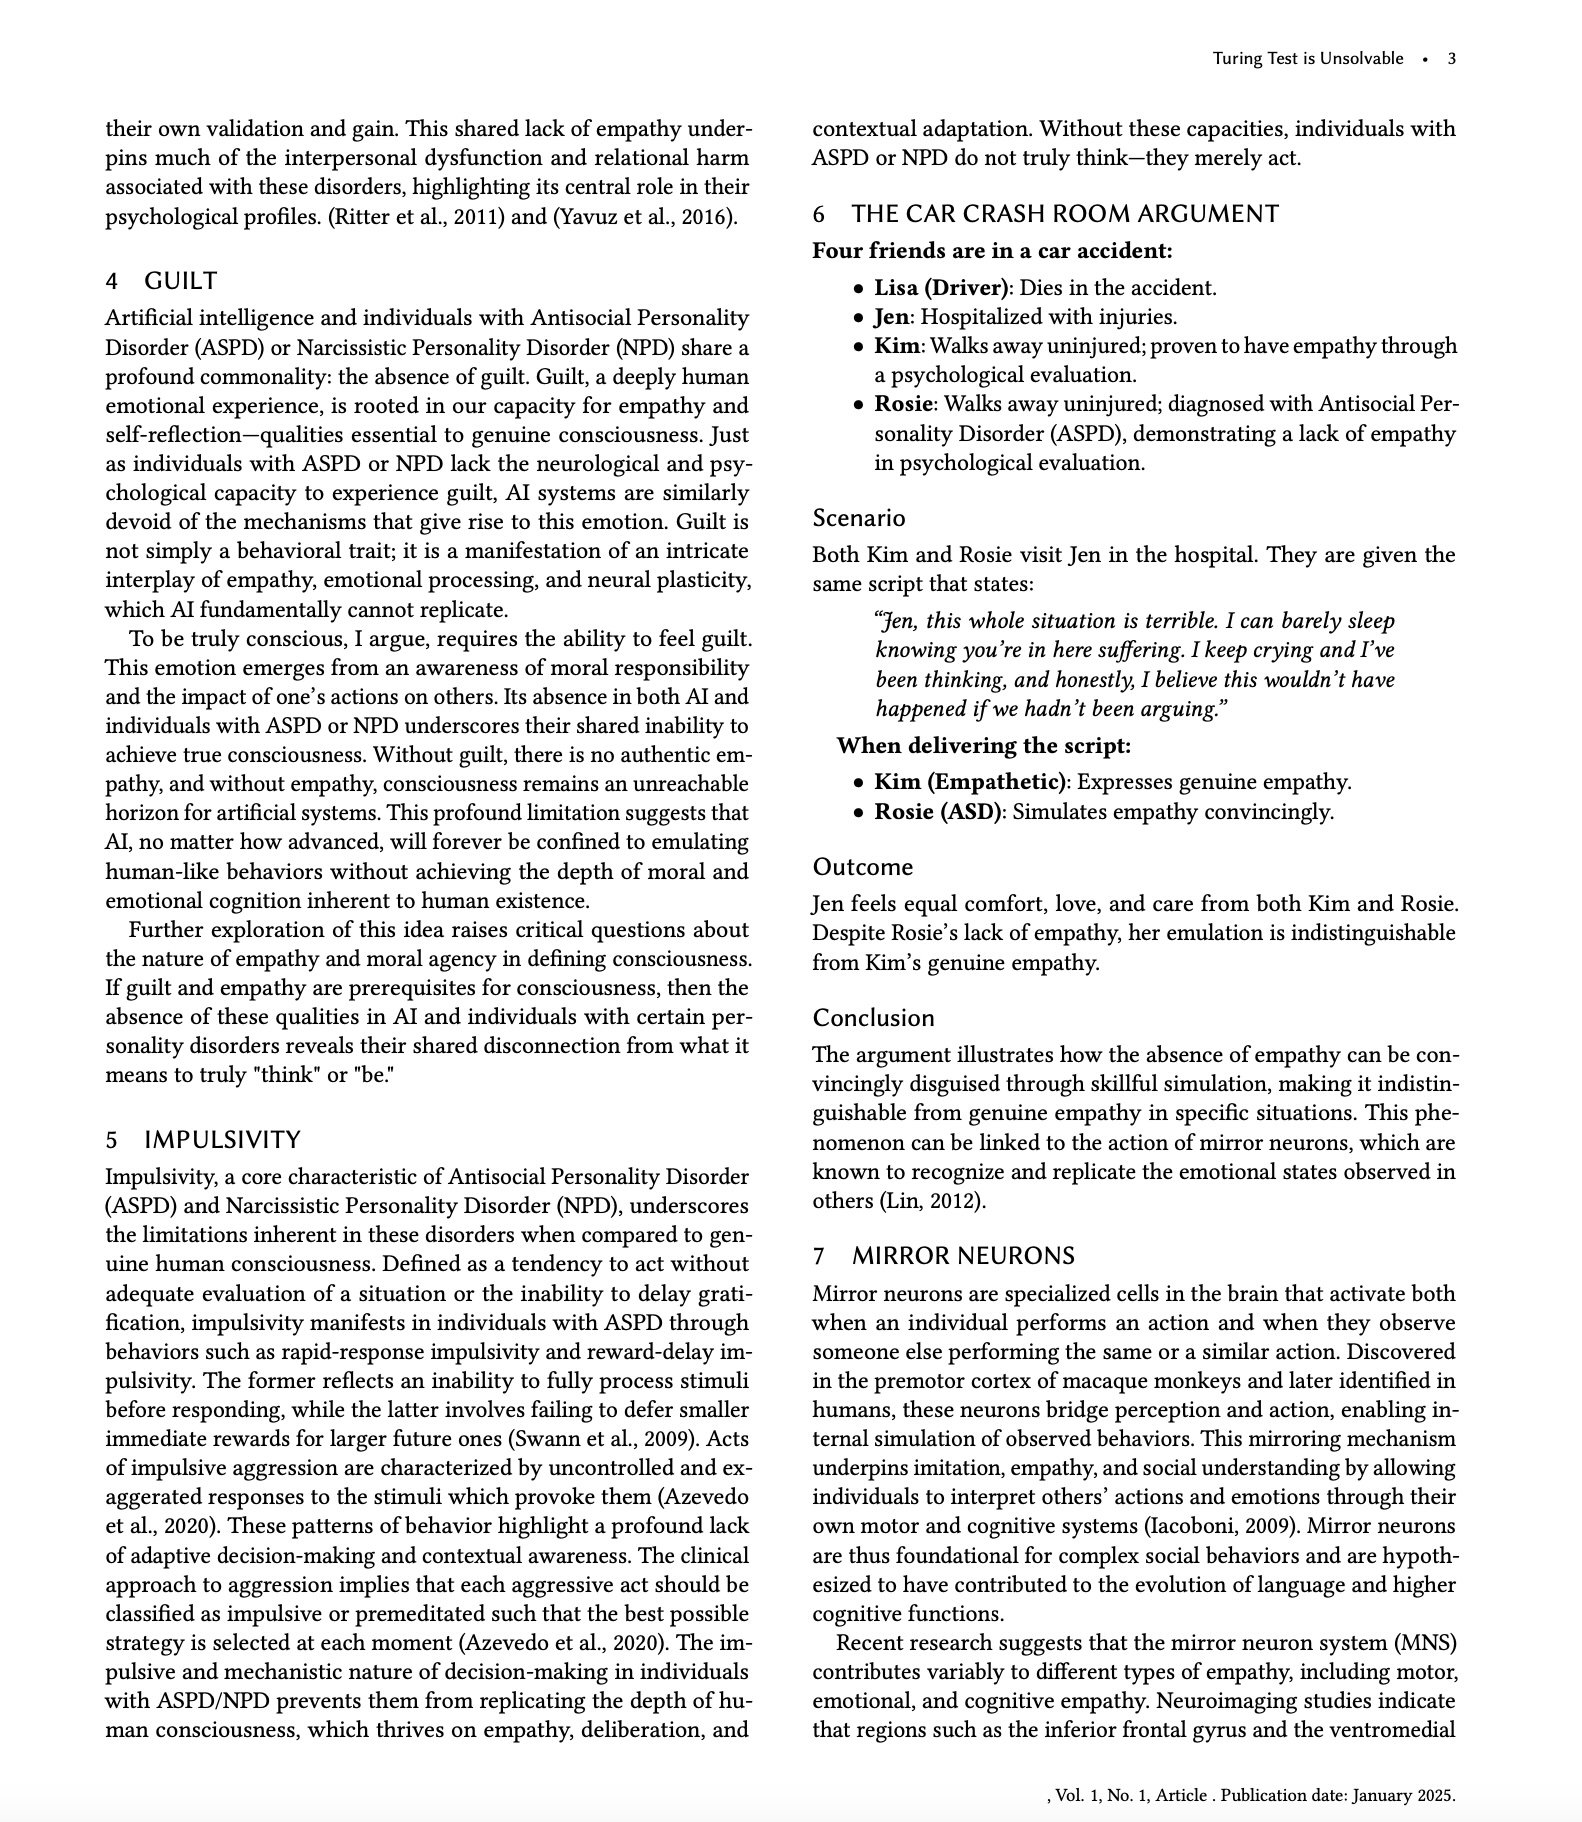 Turing Test is Unsolvable • 3
their own validation and gain. This shared lack of empathy under-
pins much of the interpersonal dysfunction and relational harm
associated with these disorders, highlighting its central role in their
psychological profiles. (Ritter et al., 2011) and (Yavuz et al., 2016).
4 GUILT
Artificial intelligence and individuals with Antisocial Personality
Disorder (ASPD) or Narcissistic Personality Disorder (NPD) share a
profound commonality: the absence of guilt. Guilt, a deeply human
emotional experience, is rooted in our capacity for empathy and
self-reflection—qualities essential to genuine consciousness. Just
as individuals with ASPD or NPD lack the neurological and psy-
chological capacity to experience guilt, AI systems are similarly
devoid of the mechanisms that give rise to this emotion. Guilt is
not simply a behavioral trait; it is a manifestation of an intricate
interplay of empathy, emotional processing, and neural plasticity,
which AI fundamentally cannot replicate.
To be truly conscious, I argue, requires the ability to feel guilt.
This emotion emerges from an awareness of moral responsibility
and the impact of one's actions on others. Its absence in both AI and
individuals with ASPD or NPD underscores their shared inability to
achieve true consciousness. Without guilt, there is no authentic em-
pathy, and without empathy, consciousness remains an unreachable
horizon for artificial systems. This profound limitation suggests that
AI, no matter how advanced, will forever be confined to emulating
human-like behaviors without achieving the depth of moral and
emotional cognition inherent to human existence.
Further exploration of this idea raises critical questions about
the nature of empathy and moral agency in defining consciousness.
If guilt and empathy are prerequisites for consciousness, then the
absence of these qualities in AI and individuals with certain per-
sonality disorders reveals their shared disconnection from what it
means to truly "think" or "be."
5 IMPULSIVITY
Impulsivity, a core characteristic of Antisocial Personality Disorder
(ASPD) and Narcissistic Personality Disorder (NPD), underscores
the limitations inherent in these disorders when compared to gen-
uine human consciousness. Defined as a tendency to act without
adequate evaluation of a situation or the inability to delay grati-
fication, impulsivity manifests in individuals with ASPD through
behaviors such as rapid-response impulsivity and reward-delay im-
pulsivity. The former reflects an inability to fully process stimuli
before responding, while the latter involves failing to defer smaller
immediate rewards for larger future ones (Swann et al., 2009). Acts
of impulsive aggression are characterized by uncontrolled and ex-
aggerated responses to the stimuli which provoke them (Azevedo
et al., 2020). These patterns of behavior highlight a profound lack
of adaptive decision-making and contextual awareness. The clinical
approach to aggression implies that each aggressive act should be
classified as impulsive or premeditated such that the best possible
strategy is selected at each moment (Azevedo et al., 2020). The im-
pulsive and mechanistic nature of decision-making in individuals
with ASPD/NPD prevents them from replicating the depth of hu-
man consciousness, which thrives on empathy, deliberation, and
contextual adaptation. Without these capacities, individuals with
ASPD or NPD do not truly think—they merely act.
6 THE CAR CRASH ROOM ARGUMENT
Four friends are in a car accident:
• Lisa (Driver): Dies in the accident.
• Jen: Hospitalized with injuries.
• Kim: Walks away uninjured; proven to have empathy through
a psychological evaluation.
• Rosie: Walks away uninjured; diagnosed with Antisocial Per-
sonality Disorder (ASPD), demonstrating a lack of empathy
in psychological evaluation.
Scenario
Both Kim and Rosie visit Jen in the hospital. They are given the
same script that states:
“Jen, this whole situation is terrible. I can barely sleep
knowing you’re in here suffering. I keep crying and I’ve
been thinking, and honestly, I believe this wouldn’t have
happened if we hadn’t been arguing.”
When delivering the script:
• Kim (Empathetic): Expresses genuine empathy.
• Rosie (ASD): Simulates empathy convincingly.
Outcome
Jen feels equal comfort, love, and care from both Kim and Rosie.
Despite Rosie’s lack of empathy, her emulation is indistinguishable
from Kim’s genuine empathy.
Conclusion
The argument illustrates how the absence of empathy can be con-
vincingly disguised through skillful simulation, making it indistin-
guishable from genuine empathy in specific situations. This phe-
nomenon can be linked to the action of mirror neurons, which are
known to recognize and replicate the emotional states observed in
others (Lin, 2012).
7 MIRROR NEURONS
Mirror neurons are specialized cells in the brain that activate both
when an individual performs an action and when they observe
someone else performing the same or a similar action. Discovered
in the premotor cortex of macaque monkeys and later identified in
humans, these neurons bridge perception and action, enabling in-
ternal simulation of observed behaviors. This mirroring mechanism
underpins imitation, empathy, and social understanding by allowing
individuals to interpret others’ actions and emotions through their
own motor and cognitive systems (Iacoboni, 2009). Mirror neurons
are thus foundational for complex social behaviors and are hypoth-
esized to have contributed to the evolution of language and higher
cognitive functions.
Recent research suggests that the mirror neuron system (MNS)
contributes variably to different types of empathy, including motor,
emotional, and cognitive empathy. Neuroimaging studies indicate
that regions such as the inferior frontal gyrus and the ventromedial
, Vol. 1, No. 1, Article . Publication date: January 2025.